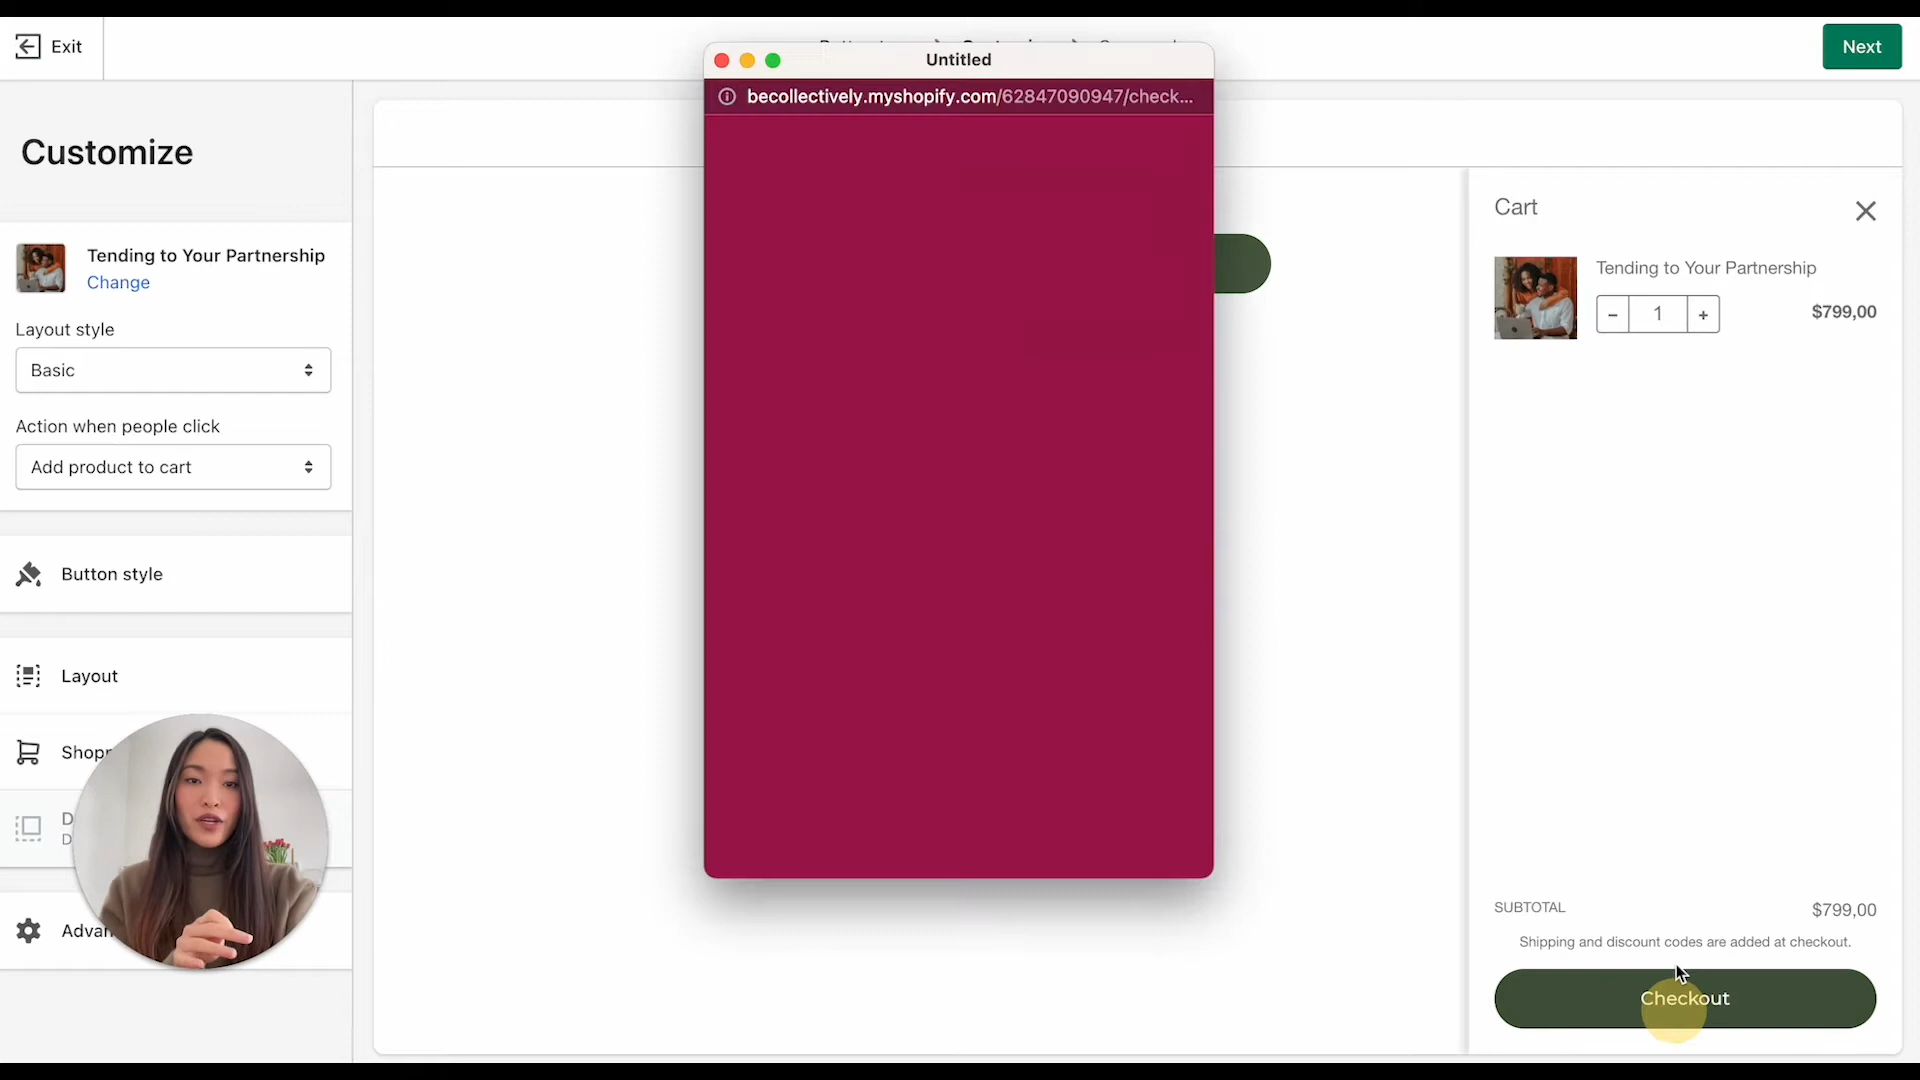 Exit
Next
Untitled
becollectively.myshopify.com/62847090947/check...
Customize
Tending to Your Partnership
Change
Layout style
Basic
Action when people click
Add product to cart
Button style
Layout
Shopp
D
D
Advan
Cart
Tending to Your Partnership
- 1 +
$799,00
SUBTOTAL
$799,00
Shipping and discount codes are added at checkout.
Checkout